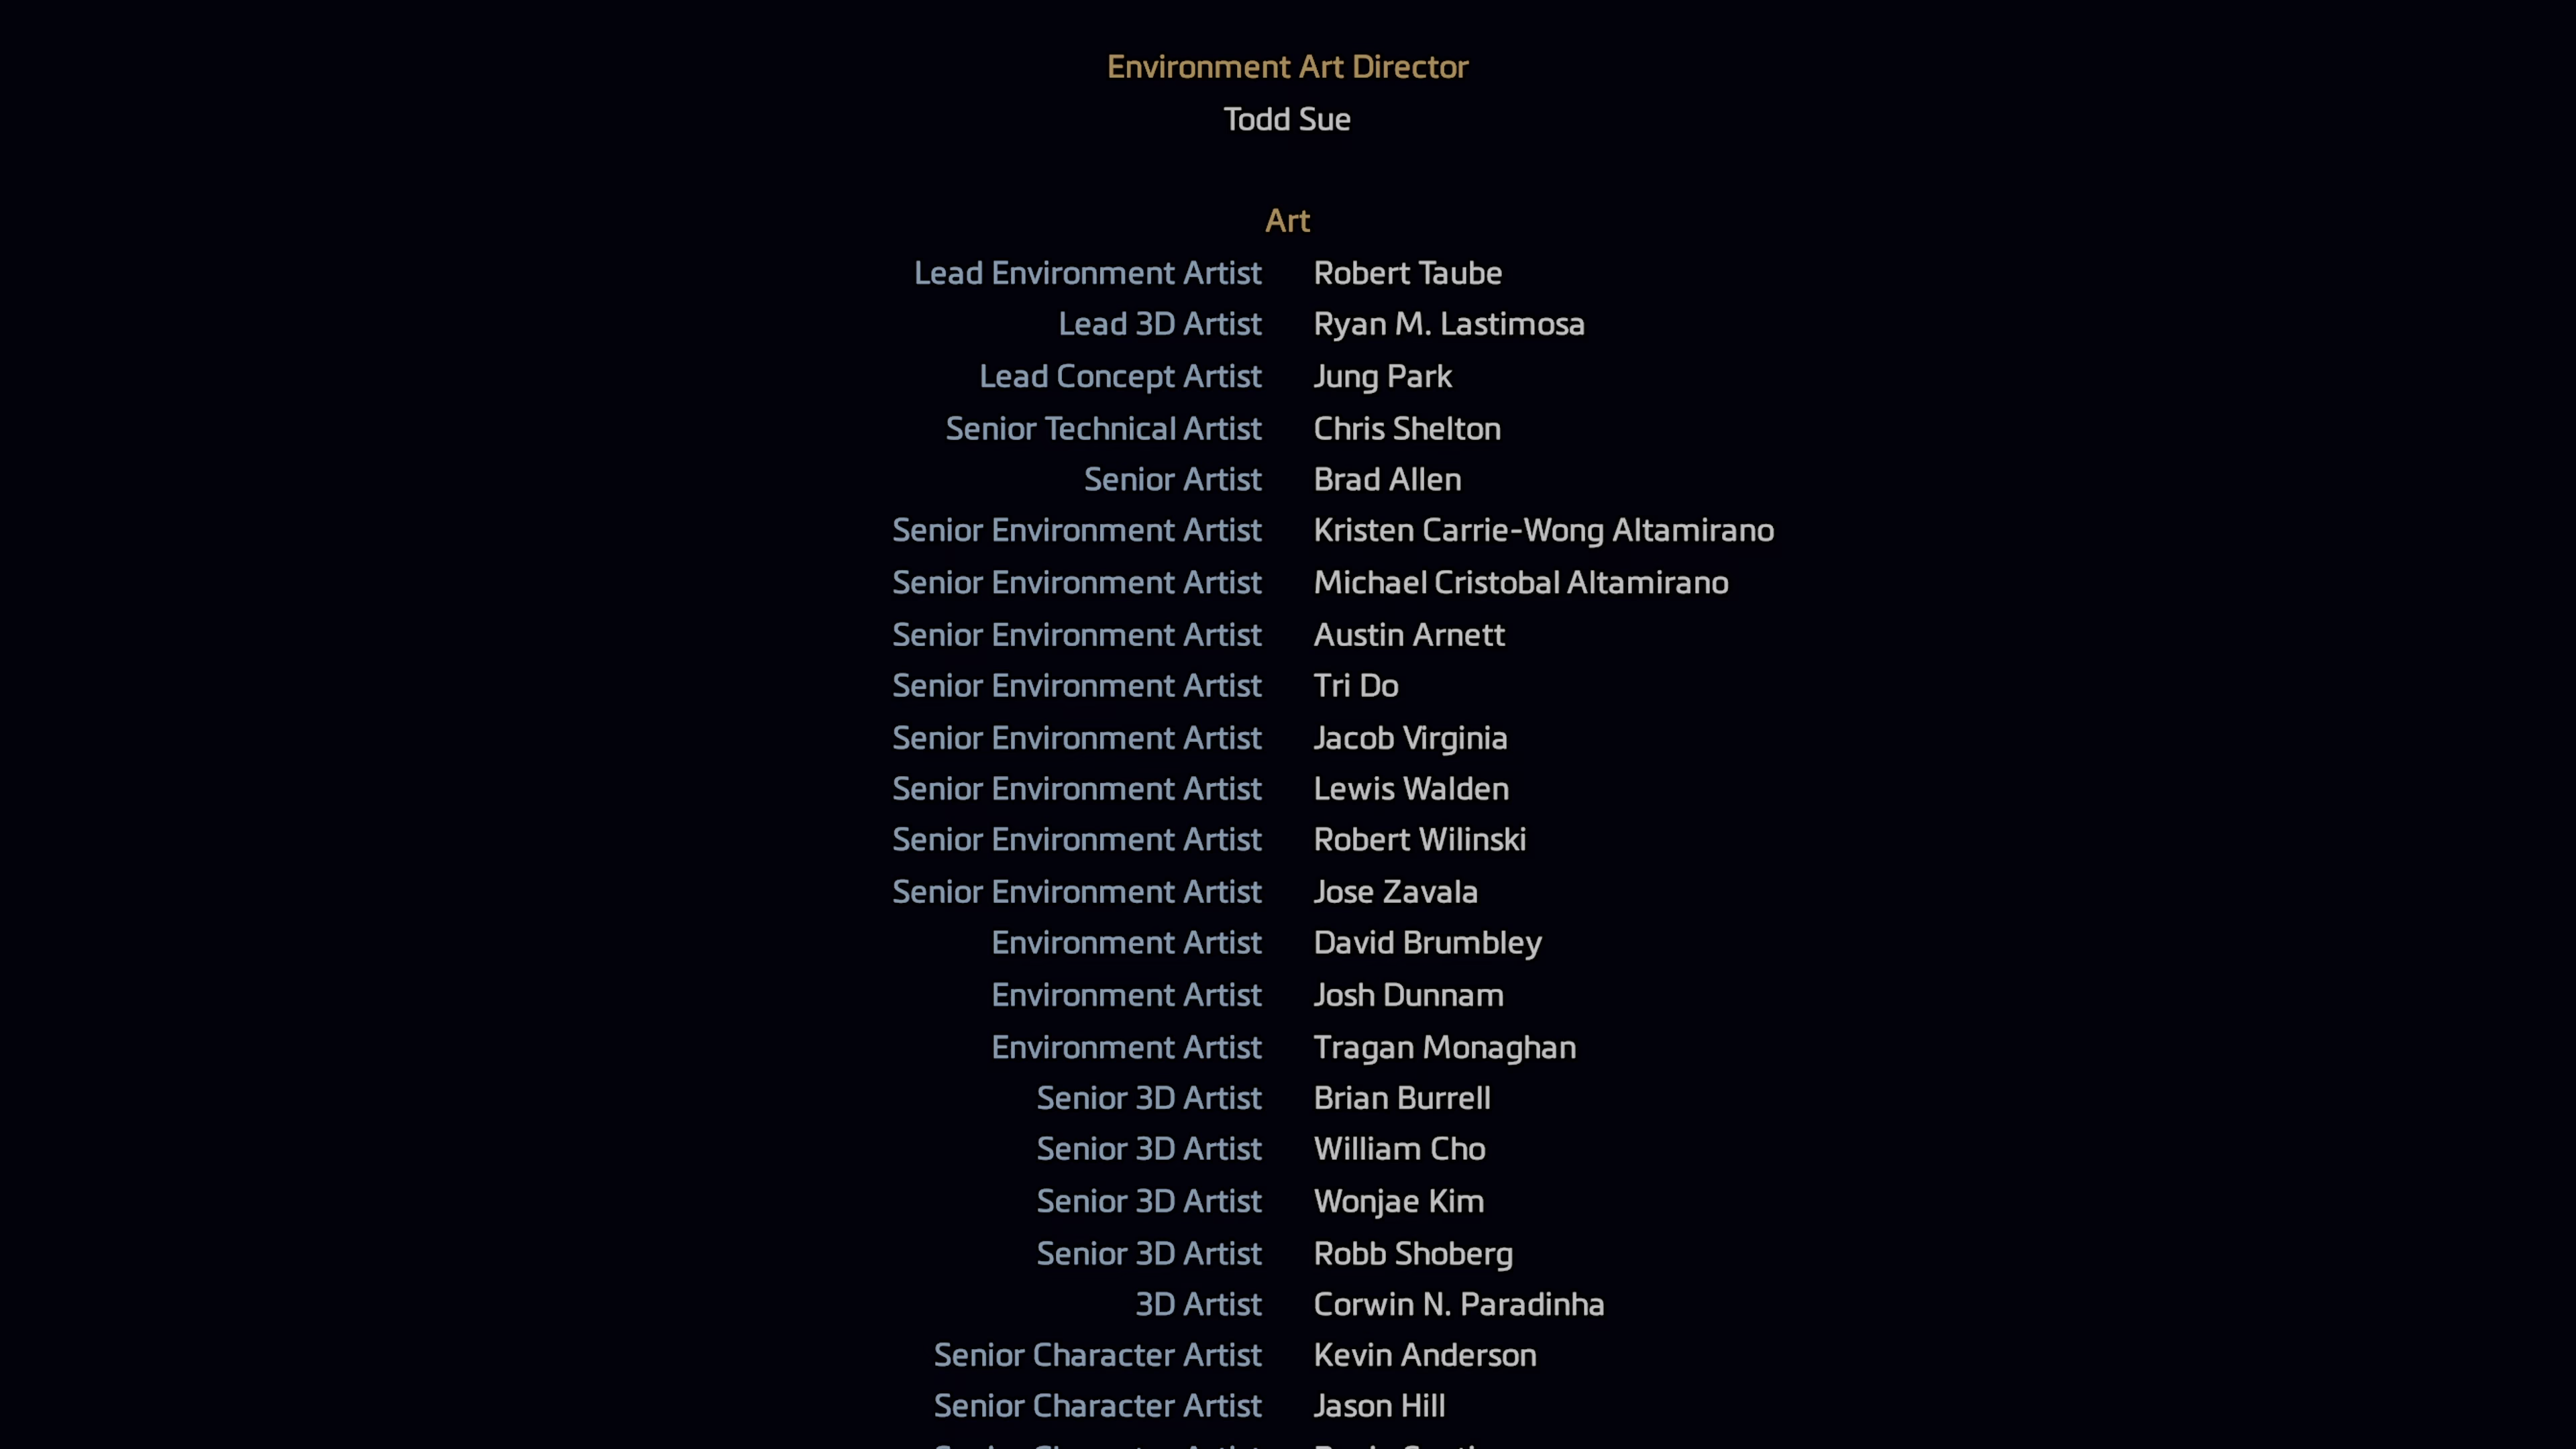 Environment Art Director
Todd Sue
Art
Lead Environment Artist Robert Taube
Lead 3D Artist Ryan M. Lastimosa
Lead Concept Artist Jung Park
Senior Technical Artist Chris Shelton
Senior Artist Brad Allen
Senior Environment Artist Kristen Carrie-Wong Altamirano
Senior Environment Artist Michael Cristobal Altamirano
Senior Environment Artist Austin Arnett
Senior Environment Artist Tri Do
Senior Environment Artist Jacob Virginia
Senior Environment Artist Lewis Walden
Senior Environment Artist Robert Wilinski
Senior Environment Artist Jose Zavala
Environment Artist David Brumbley
Environment Artist Josh Dunnam
Environment Artist Tragan Monaghan
Senior 3D Artist Brian Burrell
Senior 3D Artist William Cho
Senior 3D Artist Wonjae Kim
Senior 3D Artist Robb Shoberg
3D Artist Corwin N. Paradinha
Senior Character Artist Kevin Anderson
Senior Character Artist Jason Hill